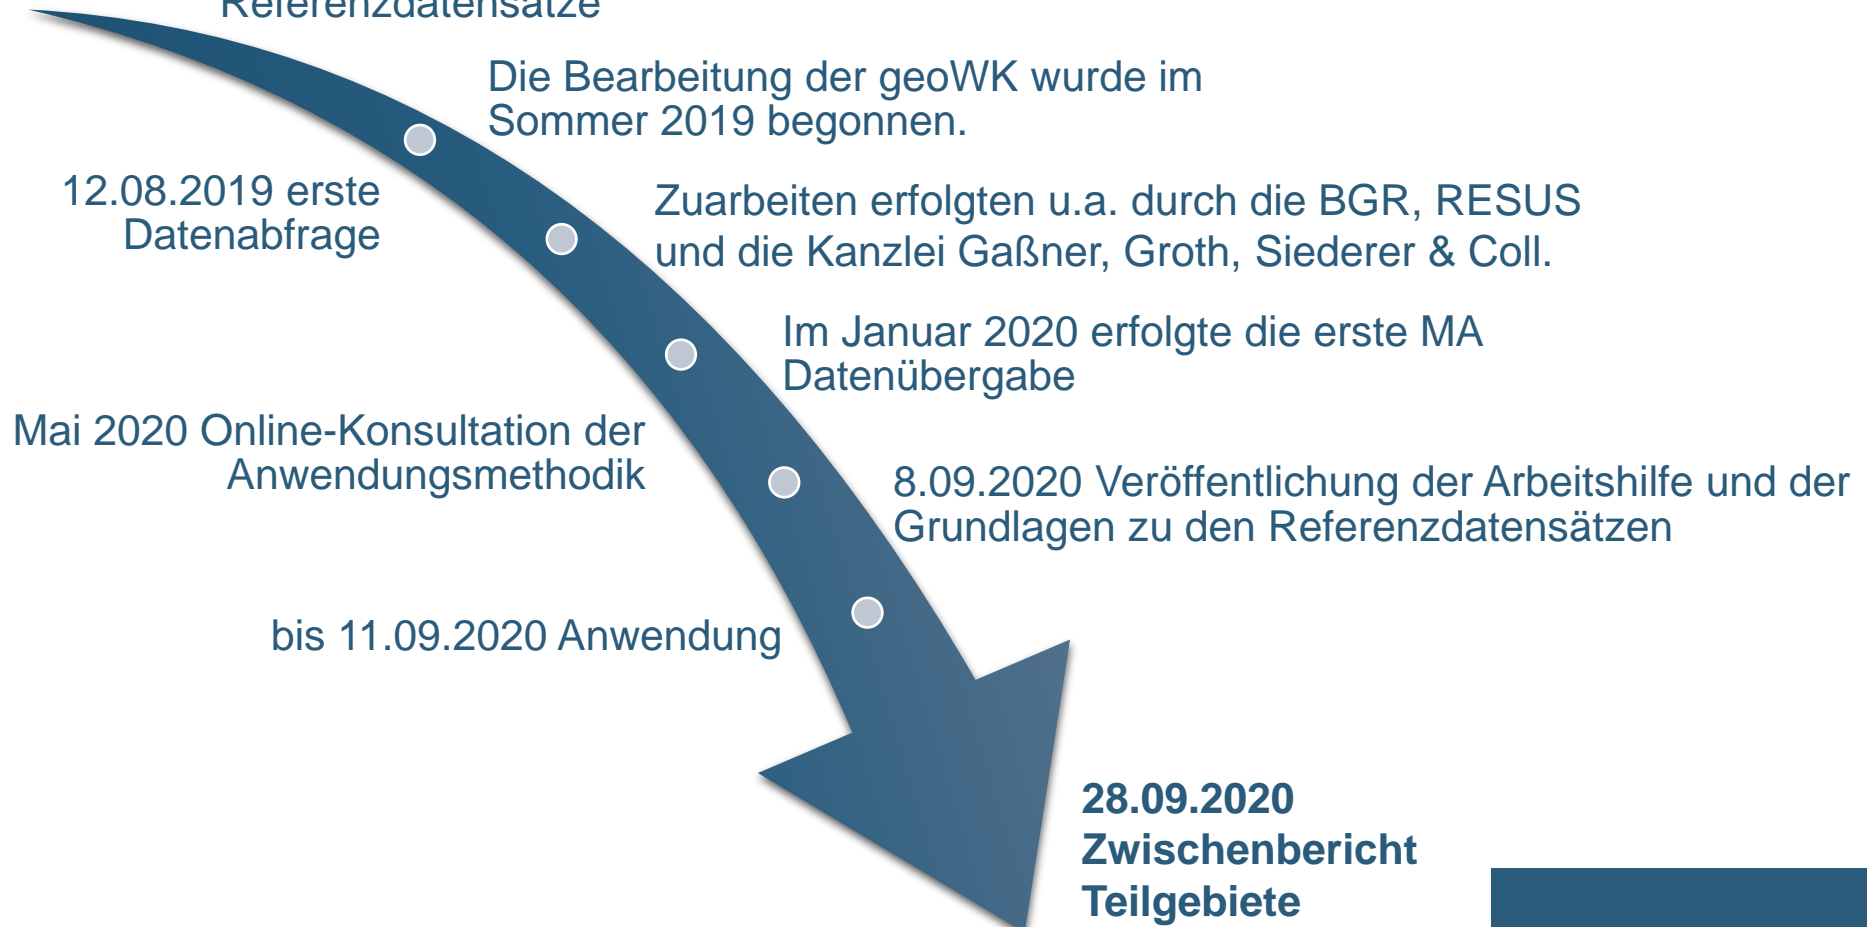 Referenzdatensätze
Die Bearbeitung der geoWK wurde im
Sommer 2019 begonnen.
12.08.2019 erste
Datenabfrage
Zuarbeiten erfolgten u.a. durch die BGR, RESUS
und die Kanzlei Gaßner, Groth, Siederer & Coll.
Im Januar 2020 erfolgte die erste MA
Datenübergabe
Mai 2020 Online-Konsultation der
Anwendungsmethodik
8.09.2020 Veröffentlichung der Arbeitshilfe und der
Grundlagen zu den Referenzdatensätzen
bis 11.09.2020 Anwendung
28.09.2020
Zwischenbericht
Teilgebiete